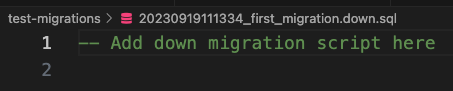 test-migrations > 20230919111334_first_migration.down.sql
1 -- Add down migration script here
2